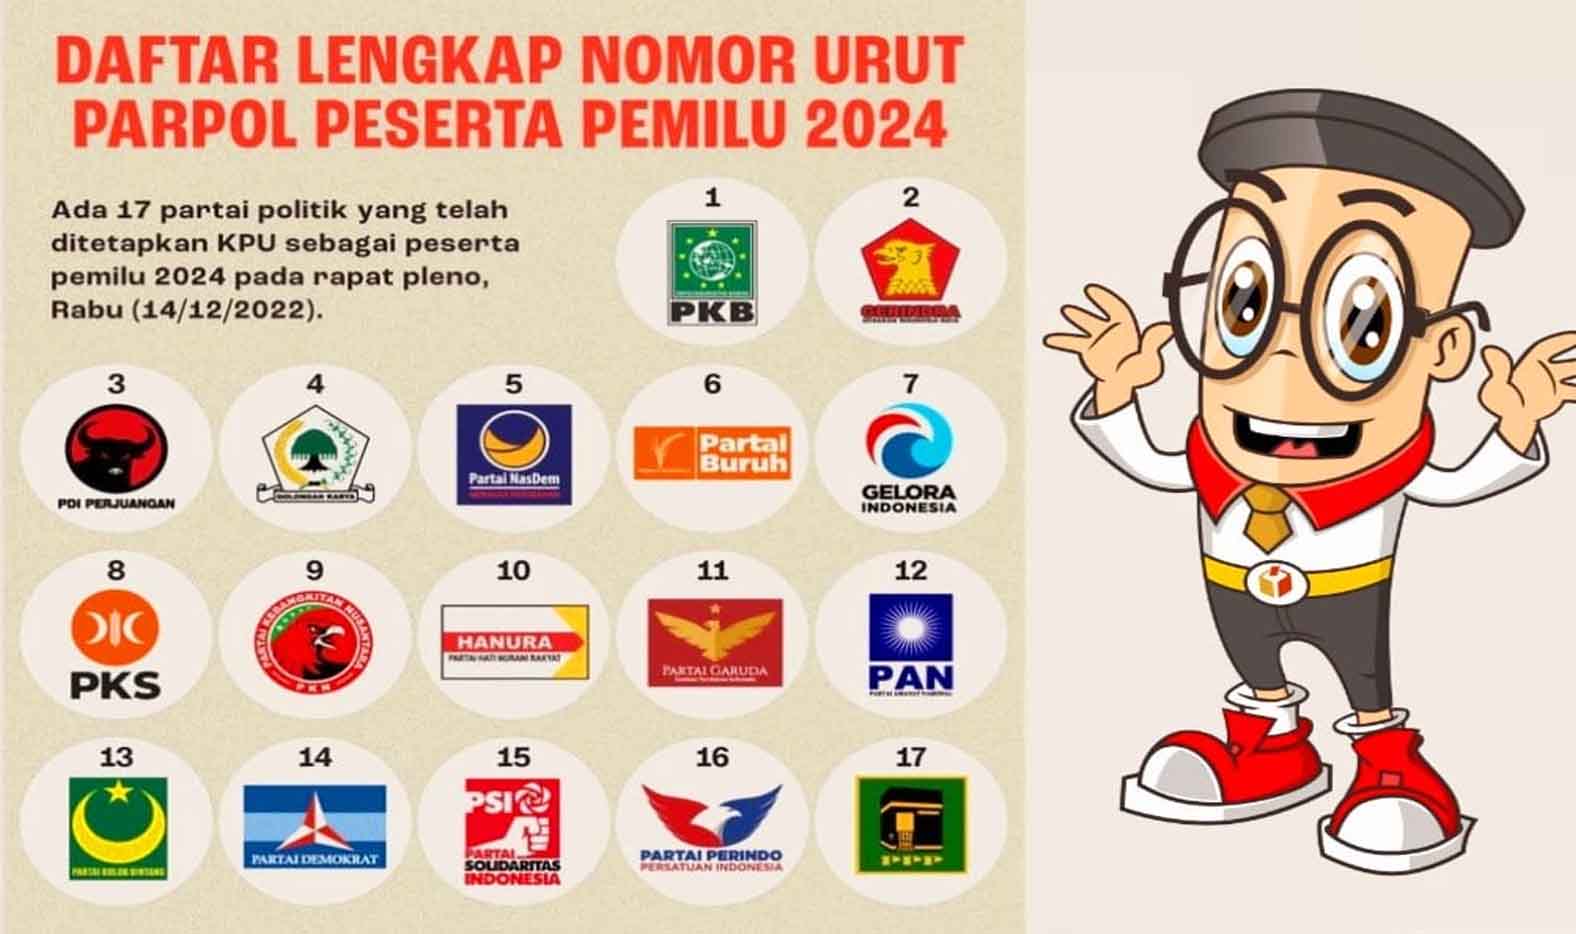 DAFTAR LENGKAP NOMOR URUT
PARPOL PESERTA PEMILU 2024
Ada 17 partai politik yang telah
ditetapkan KPU sebagai peserta
pemilu 2024 pada rapat pleno,
Rabu (14/12/2022).
1
PKB
2
GERINDRA
3
PDI PERJUANGAN
4
GOLONGAN KARYA
5
Partai NasDem
6
Partai
Buruh
7
GELORA
INDONESIA
8
PKS
9
PARTAI KEBANGKITAN NUSANTARA
PKN
10
HANURA
PARTAI HATI NURANI RAKYAT
11
PARTAI GARUDA
12
PAN
PARTAI AMANAT NASIONAL
13
PARTAI BULAN BINTANG
14
PARTAI DEMOKRAT
15
PSI
PARTAI
SOLIDARITAS
INDONESIA
16
PARTAI PERINDO
PERSATUAN INDONESIA
17
PPP